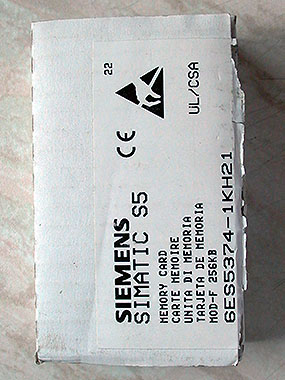 SIEMENS
SIMATIC S5
MEMORY CARD
CARTE MEMOIRE
UNITA DI MEMORIA
TARJETA DE MEMORIA
MOD-F 256KB
6ES5374-1KH21
CE
22
UL/CSA